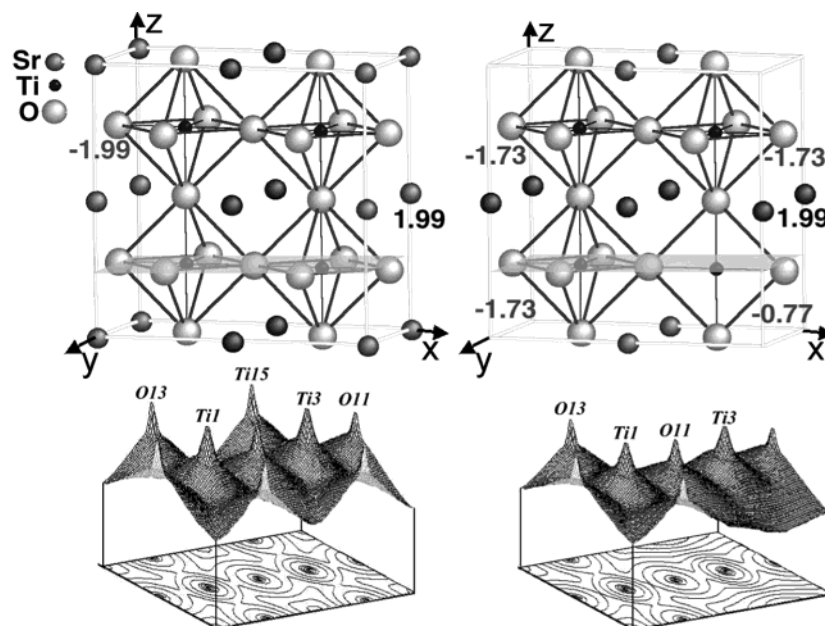 Z
Sr
Ti
O
-1.99
1.99
y
x
Z
-1.73
-1.73
1.99
-1.73
-0.77
y
x
Ti15
O13
Ti3
O11
Ti1
O13
Ti3
Ti1
O11